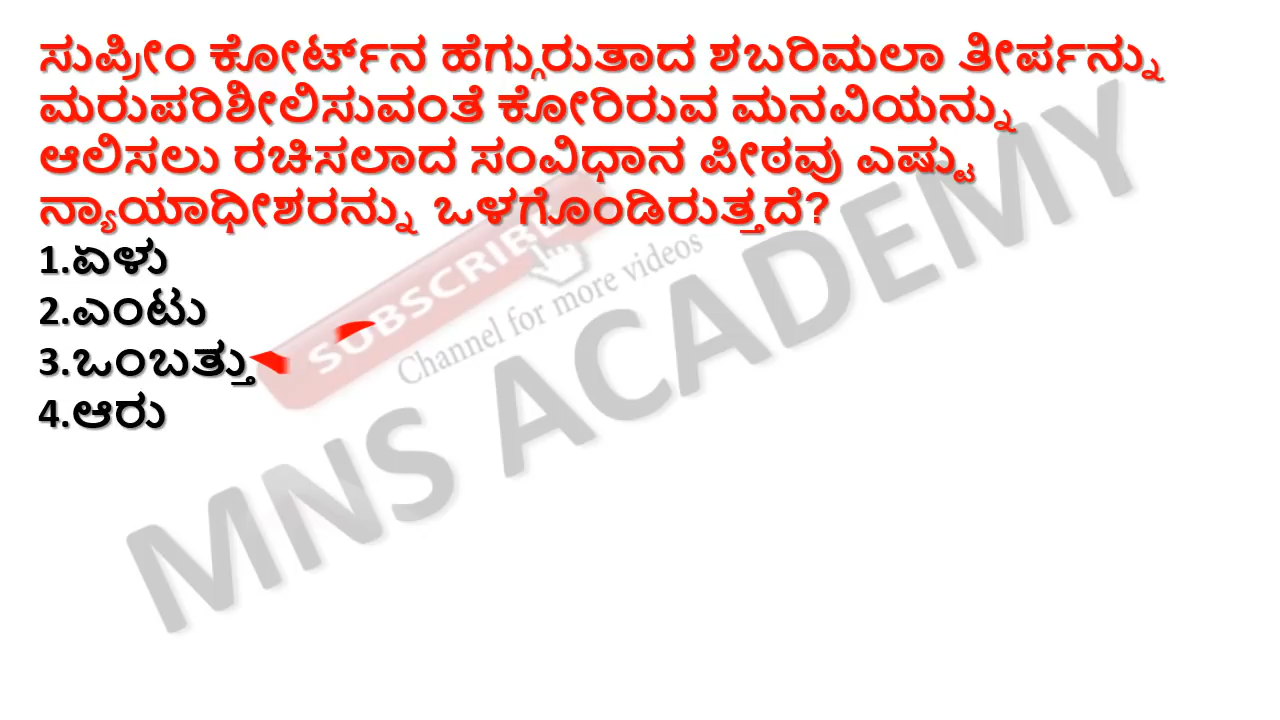 ಸುಪ್ರೀಂ ಕೋರ್ಟ್‌ನ ಹೆಗ್ಗುರುತಾದ ಶಬರಿಮಲಾ ತೀರ್ಪನ್ನು
ಮರುಪರಿಶೀಲಿಸುವಂತೆ ಕೋರಿರುವ ಮನವಿಯನ್ನು
ಆಲಿಸಲು ರಚಿಸಲಾದ ಸಂವಿಧಾನ ಪೀಠವು ಎಷ್ಟು
ನ್ಯಾಯಾಧೀಶರನ್ನು ಒಳಗೊಂಡಿರುತ್ತದೆ?
1.ಏಳು
2.ಎಂಟು
3.ಒಂಬತ್ತು
4.ಆರು
SUBSCRIBE
Channel for more videos
MNS ACADEMY